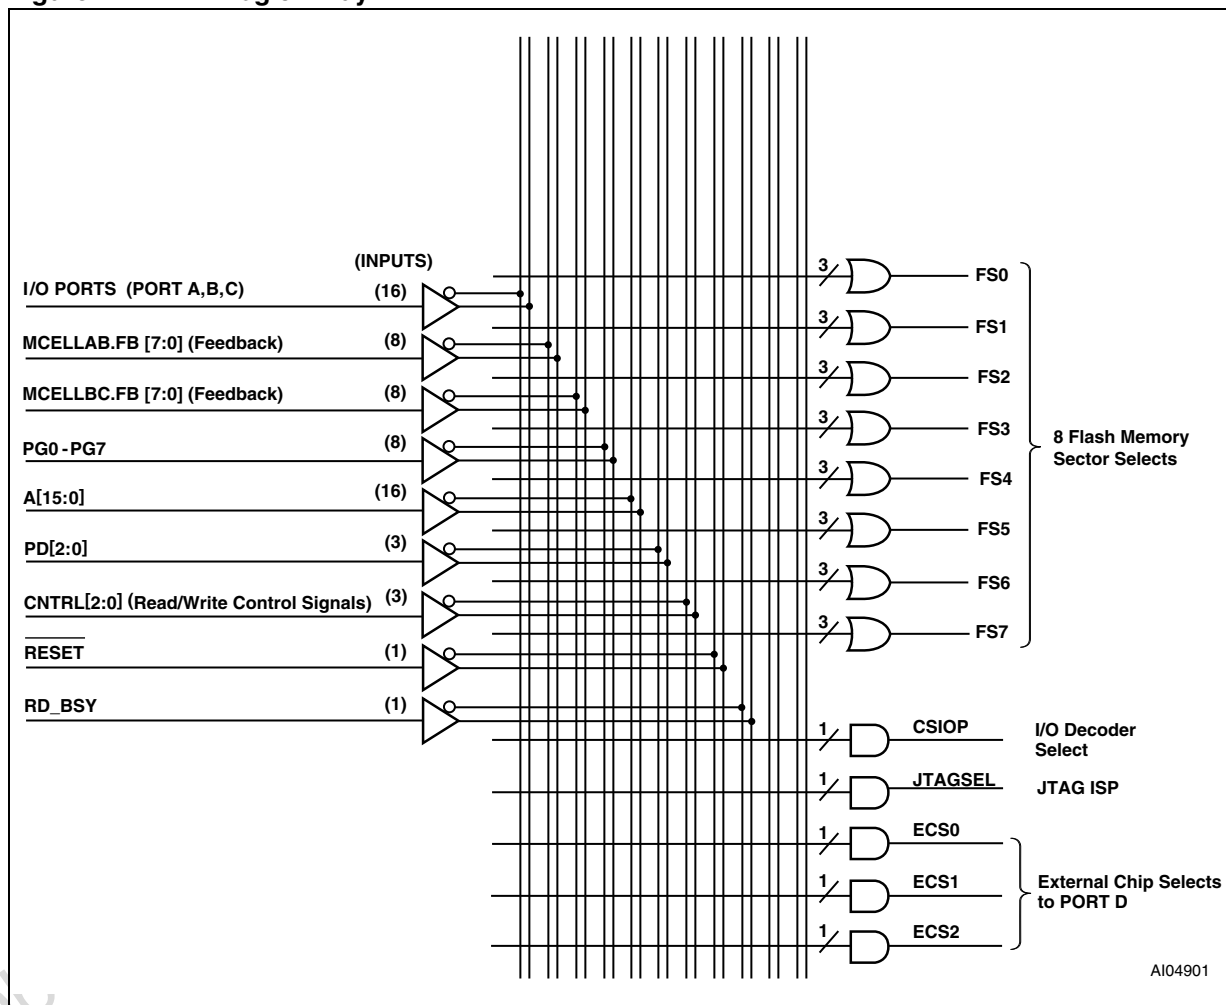 (INPUTS)
I/O PORTS (PORT A,B,C)
(16)
MCELLAB.FB [7:0] (Feedback)
(8)
MCELLBC.FB [7:0] (Feedback)
(8)
PG0 - PG7
(8)
A[15:0]
(16)
PD[2:0]
(3)
CNTRL[2:0] (Read/Write Control Signals)
(3)
RESET
(1)
RD_BSY
(1)
3
FS0
3
FS1
3
FS2
3
FS3
3
FS4
3
FS5
3
FS6
3
FS7
8 Flash Memory
Sector Selects
1
CSIOP
I/O Decoder
Select
1
JTAGSEL
JTAG ISP
1
ECS0
1
ECS1
1
ECS2
External Chip Selects
to PORT D
AI04901